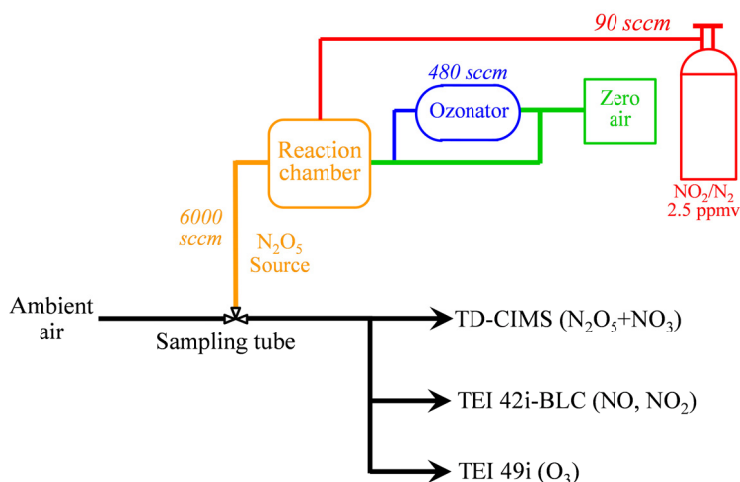 90 sccm
480 sccm
Ozonator
Zero
air
Reaction
chamber
NO₂/N₂
2.5 ppmv
6000
sccm
N₂O₅
Source
Ambient
air
Sampling tube
TD-CIMS (N₂O₅+NO₃)
TEI 42i-BLC (NO, NO₂)
TEI 49i (O₃)